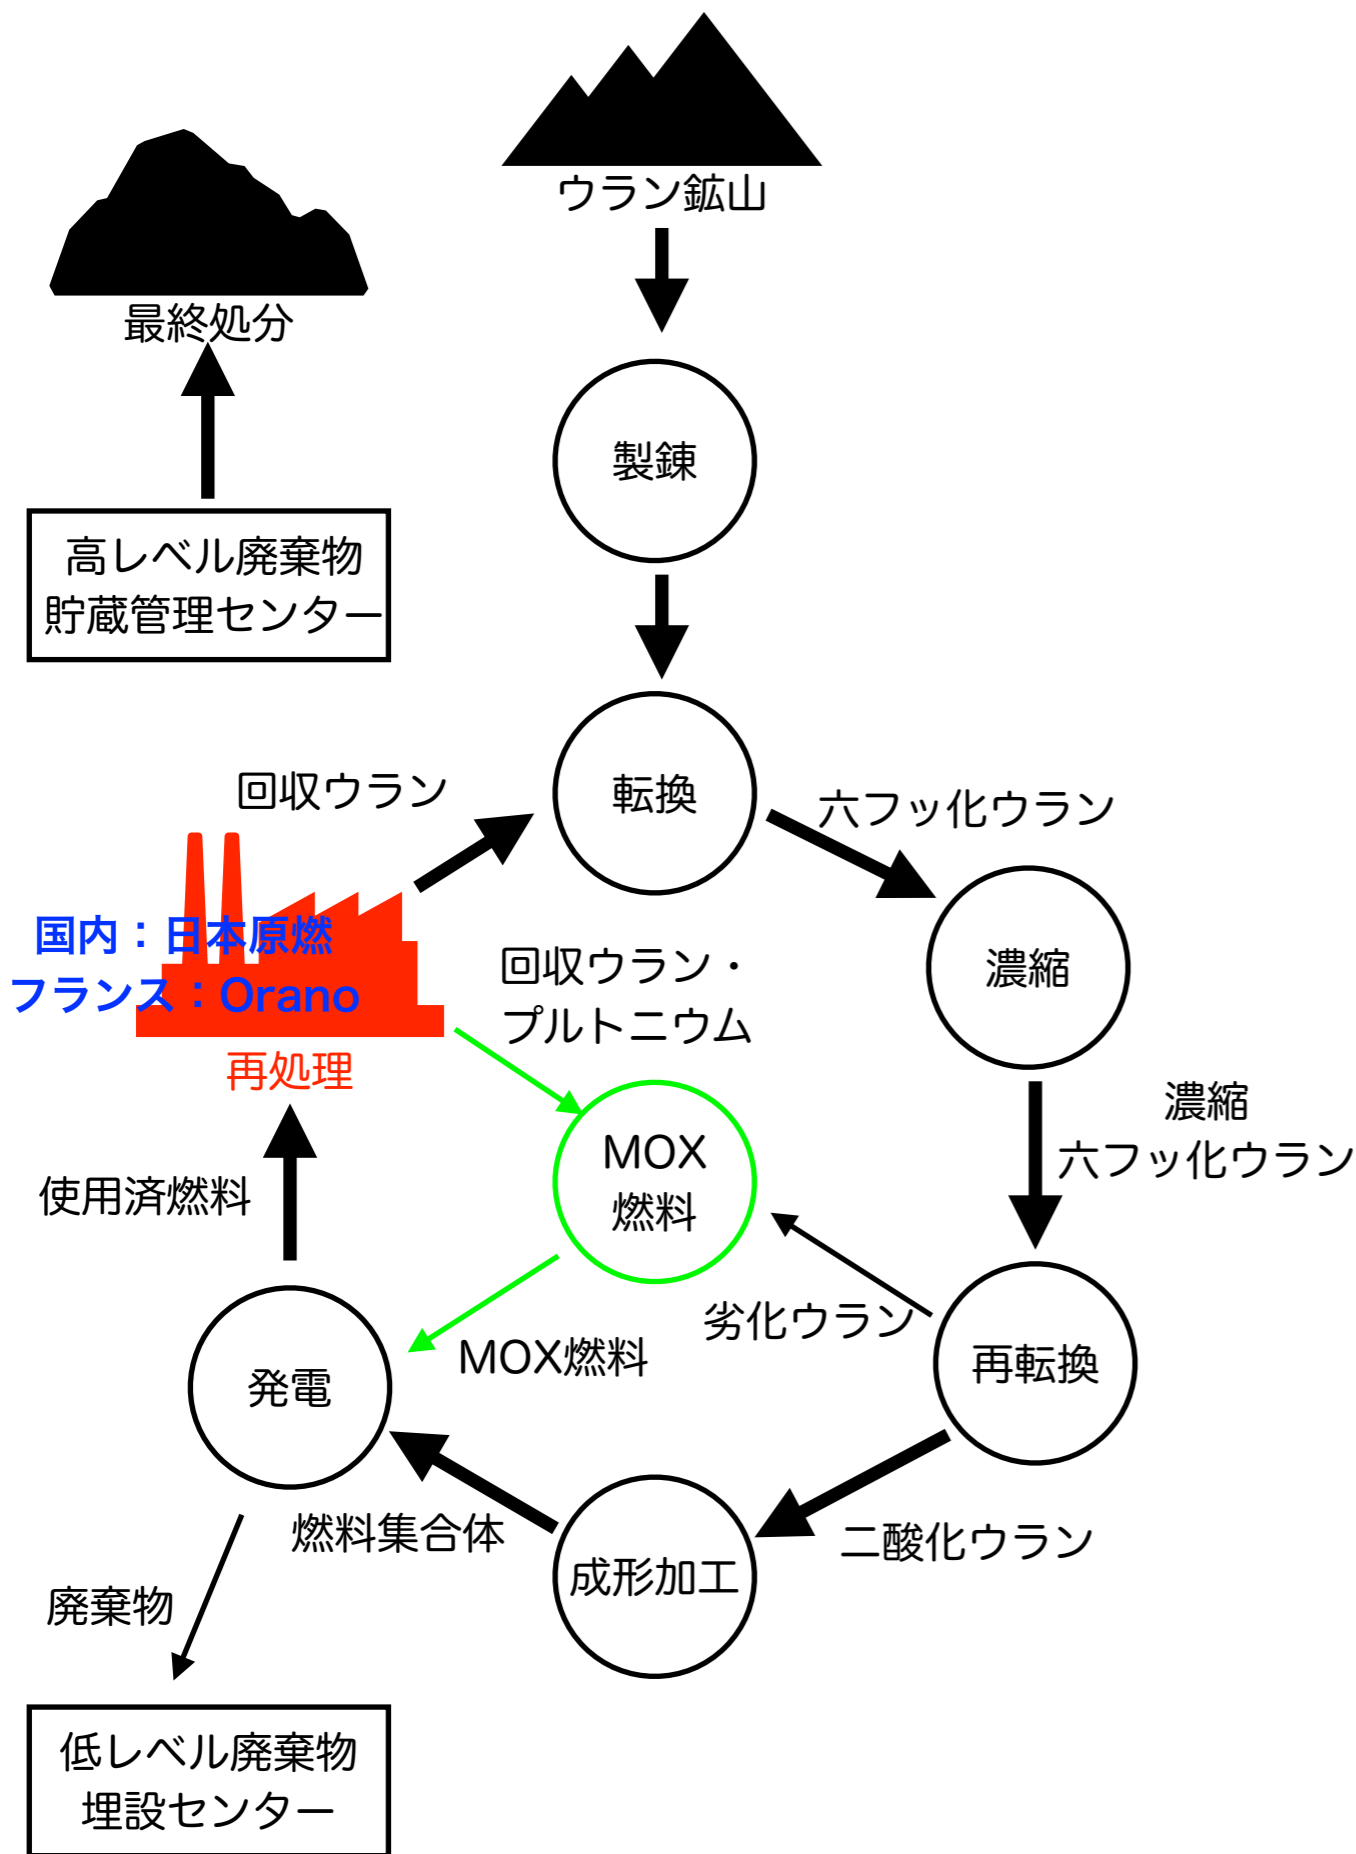 ウラン鉱山
最終処分
製錬
高レベル廃棄物
貯蔵管理センター
転換
回収ウラン
六フッ化ウラン
国内：日本原燃
フランス：Orano
再処理
回収ウラン・
プルトニウム
濃縮
濃縮
六フッ化ウラン
MOX
燃料
使用済燃料
劣化ウラン
MOX燃料
再転換
発電
燃料集合体
二酸化ウラン
成形加工
廃棄物
低レベル廃棄物
埋設センター